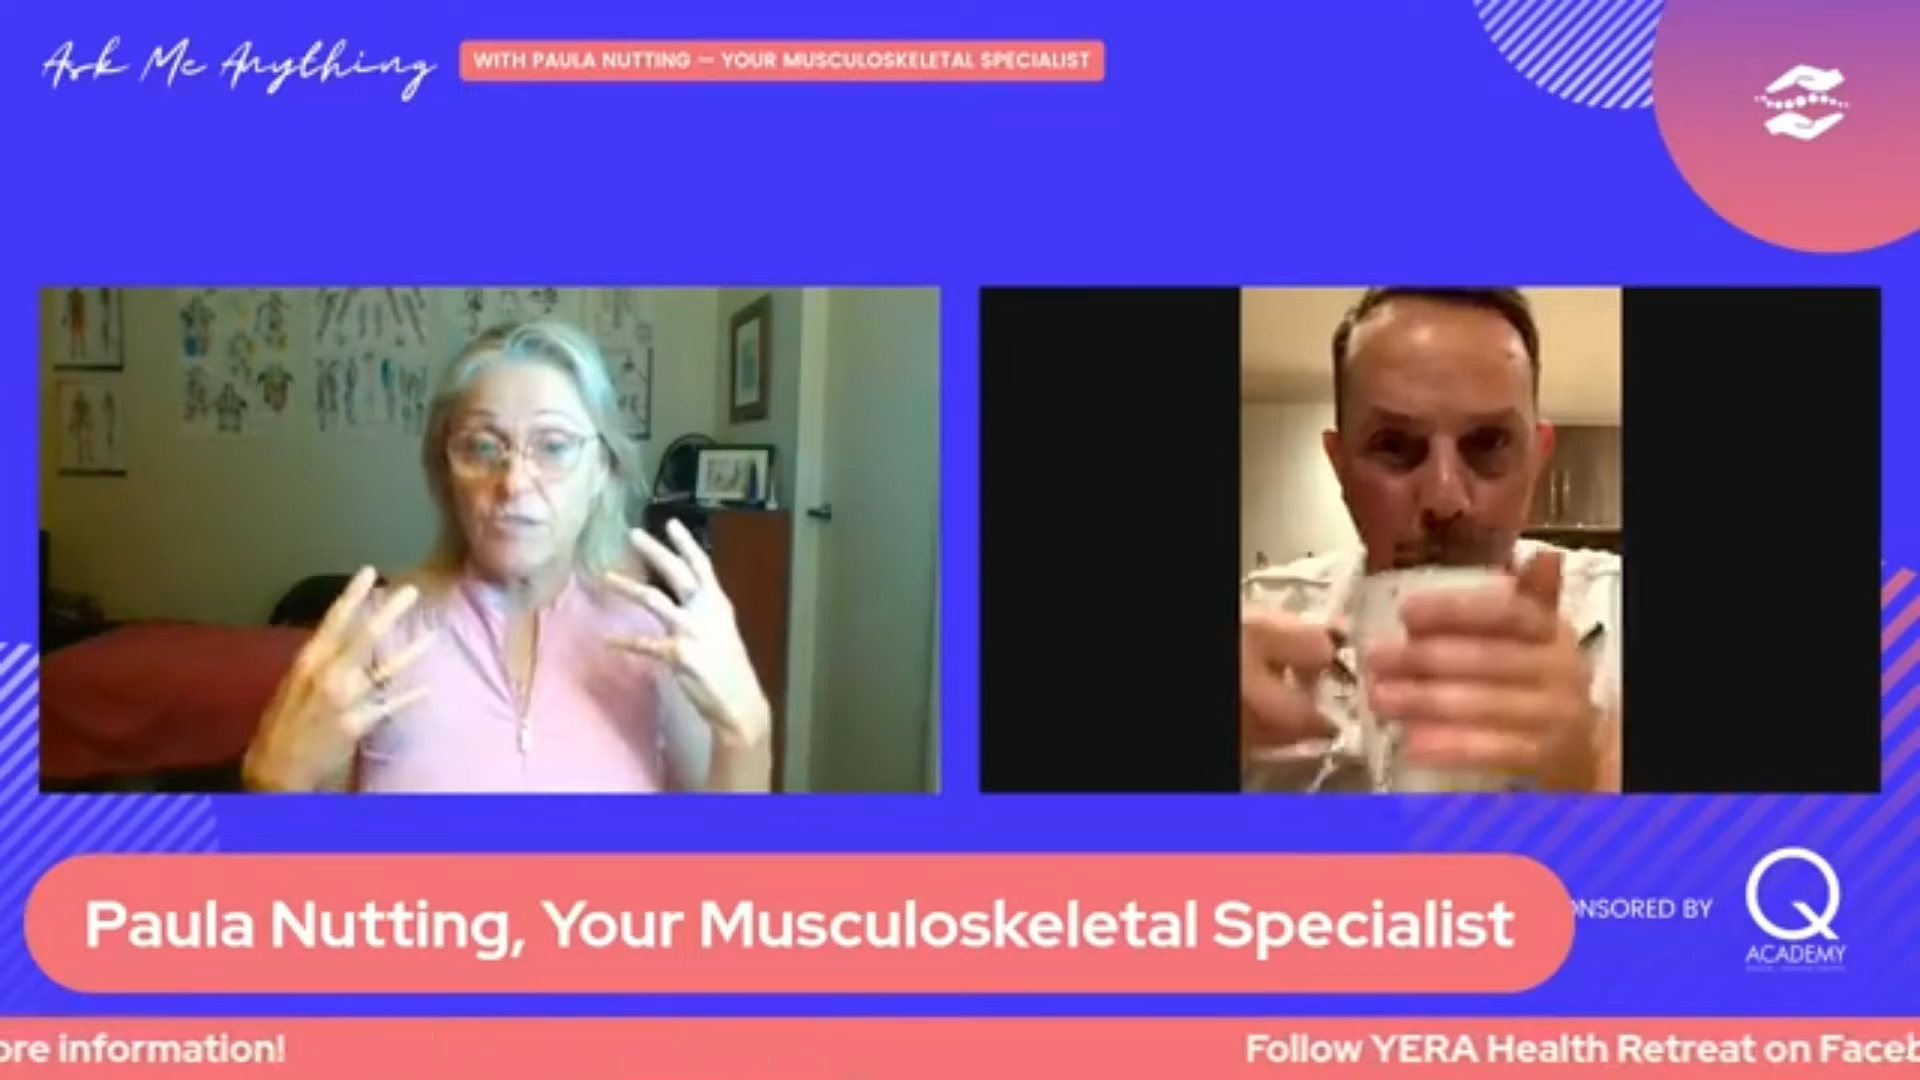 Ask Me Anything
WITH PAULA NUTTING — YOUR MUSCULOSKELETAL SPECIALIST
Paula Nutting, Your Musculoskeletal Specialist
ONSORED BY
Q
ACADEMY
ore information!
Follow YERA Health Retreat on Faceb